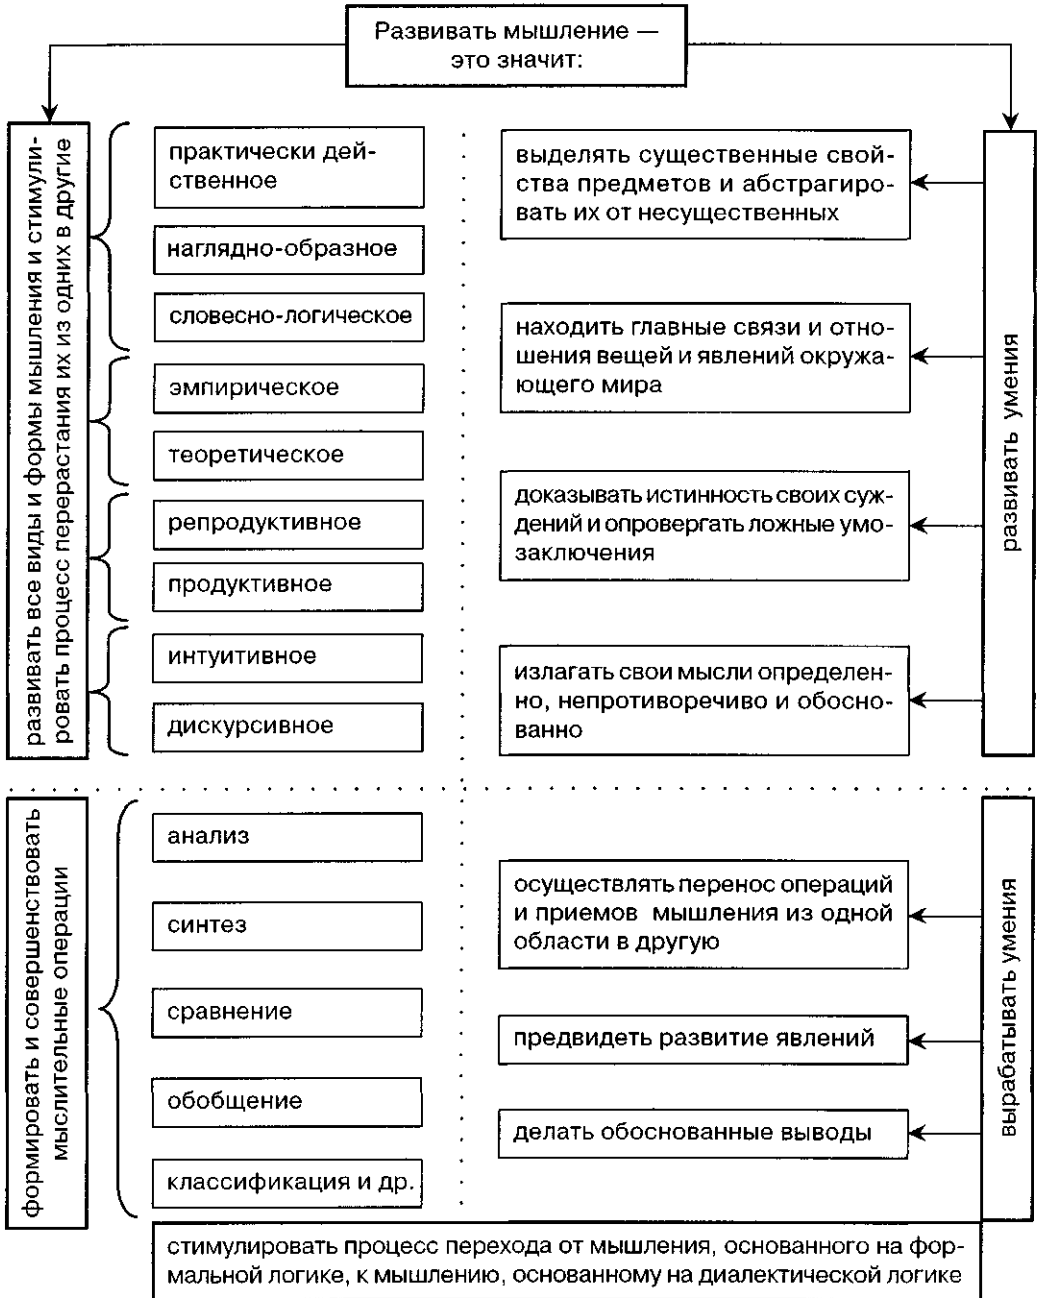 Развивать мышление —
это значит:
развивать все виды и формы мышления и стимули-
ровать процесс перерастания их из одних в другие
практически дей-
ственное
наглядно-образное
словесно-логическое
эмпирическое
теоретическое
репродуктивное
продуктивное
интуитивное
дискурсивное
выделять существенные свой-
ства предметов и абстрагиро-
вать их от несущественных
находить главные связи и отно-
шения вещей и явлений окружа-
ющего мира
доказывать истинность своих суж-
дений и опровергать ложные умо-
заключения
излагать свои мысли определен-
но, непротиворечиво и обосно-
ванно
развивать умения
формировать и совершенствовать
мыслительные операции
анализ
синтез
сравнение
обобщение
классификация и др.
осуществлять перенос операций
и приемов мышления из одной
области в другую
предвидеть развитие явлений
делать обоснованные выводы
вырабатывать умения
стимулировать процесс перехода от мышления, основанного на фор-
мальной логике, к мышлению, основанному на диалектической логике